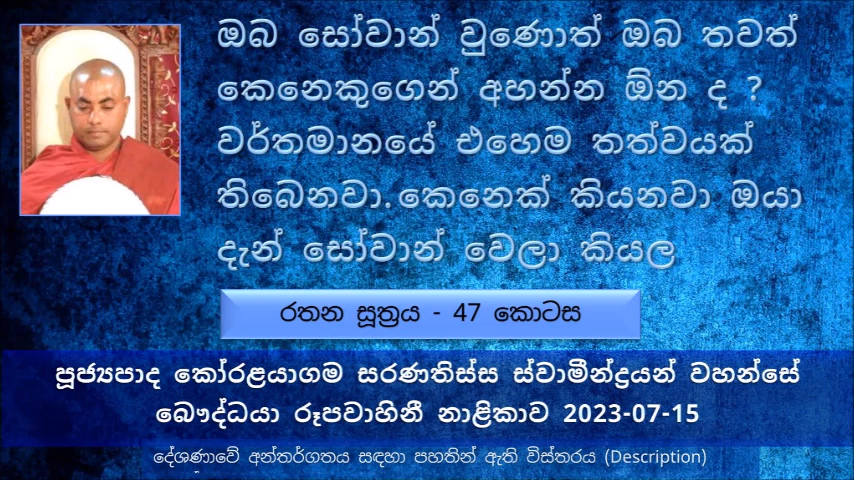 ඔබ සෝවාන් වුණොත් ඔබ තවත්
කෙනෙකුගෙන් අහන්න ඕන ද ?
වර්තමානයේ එහෙම තත්වයක්
තිබෙනවා.කෙනෙක් කියනවා ඔයා
දැන් සෝවාන් වෙලා කියල
රතන සූත්‍රය - 47 කොටස
පූජ්‍යපාද කෝරළයාගම සරණතිස්ස ස්වාමීන්ද්‍රයන් වහන්සේ
බෞද්ධයා රූපවාහිනී නාළිකාව 2023-07-15
දේශණාවේ අන්තර්ගතය සඳහා පහතින් ඇති විස්තරය (Description)